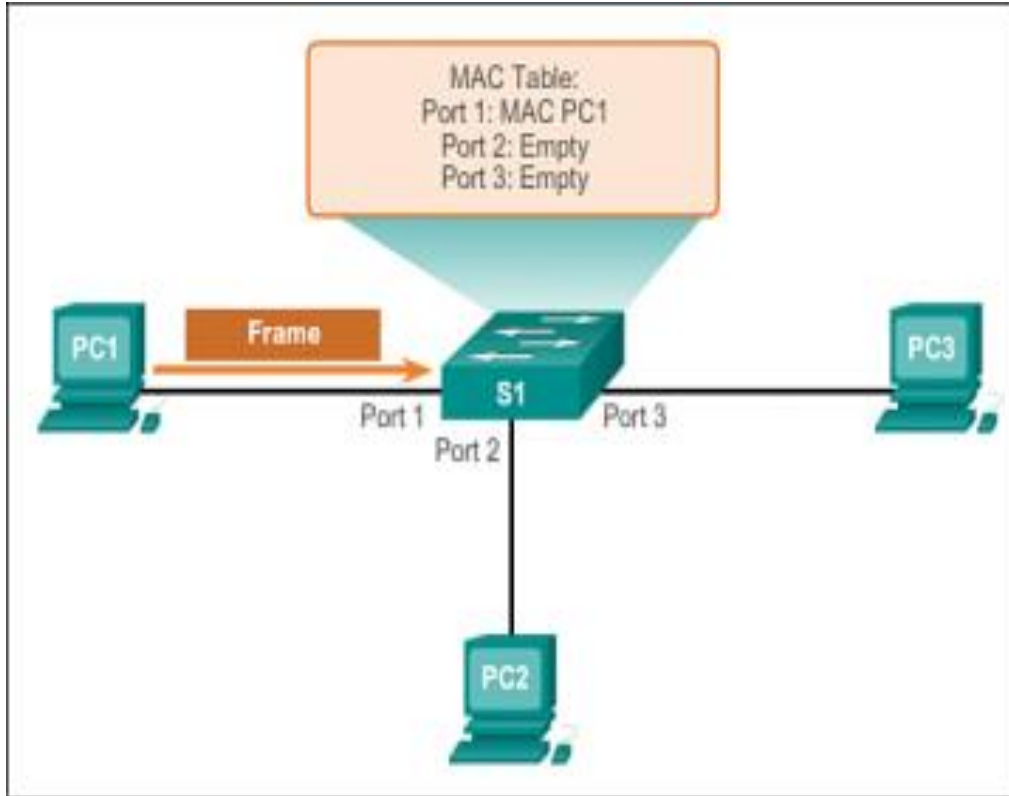 MAC Table:
Port 1: MAC PC1
Port 2: Empty
Port 3: Empty
PC1
Frame
PC3
S1
Port 1
Port 3
Port 2
PC2